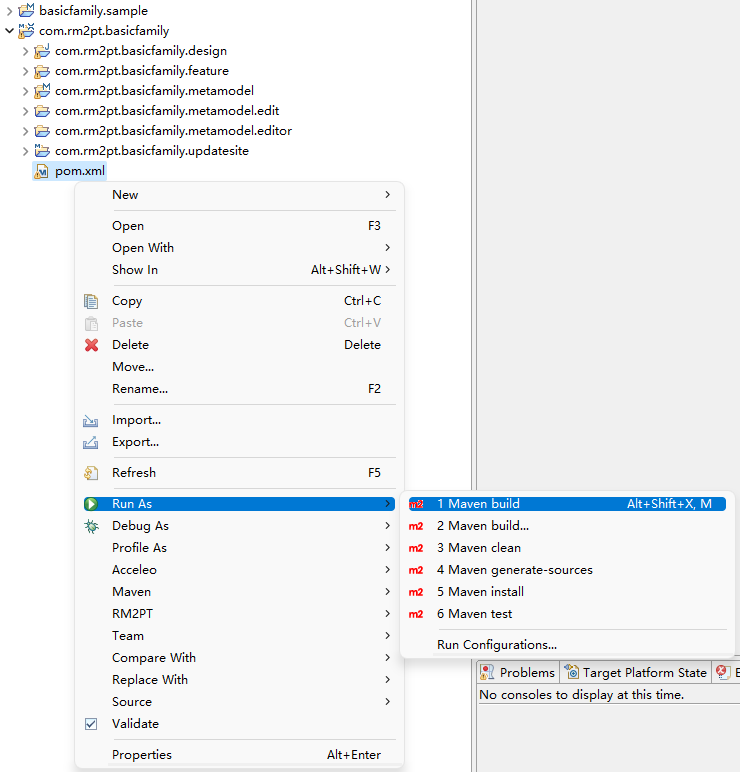 basicfamily.sample
com.rm2pt.basicfamily
com.rm2pt.basicfamily.design
com.rm2pt.basicfamily.feature
com.rm2pt.basicfamily.metamodel
com.rm2pt.basicfamily.metamodel.edit
com.rm2pt.basicfamily.metamodel.editor
com.rm2pt.basicfamily.updatesite
pom.xml
New
Open F3
Open With
Show In Alt+Shift+W
Copy Ctrl+C
Paste Ctrl+V
Delete Delete
Move...
Rename... F2
Import...
Export...
Refresh F5
Run As
Debug As
Profile As
Acceleo
Maven
RM2PT
Team
Compare With
Replace With
Source
Validate
Properties Alt+Enter
m2 1 Maven build Alt+Shift+X, M
m2 2 Maven build...
m2 3 Maven clean
m2 4 Maven generate-sources
m2 5 Maven install
m2 6 Maven test
Run Configurations...
Problems Target Platform State
No consoles to display at this time.